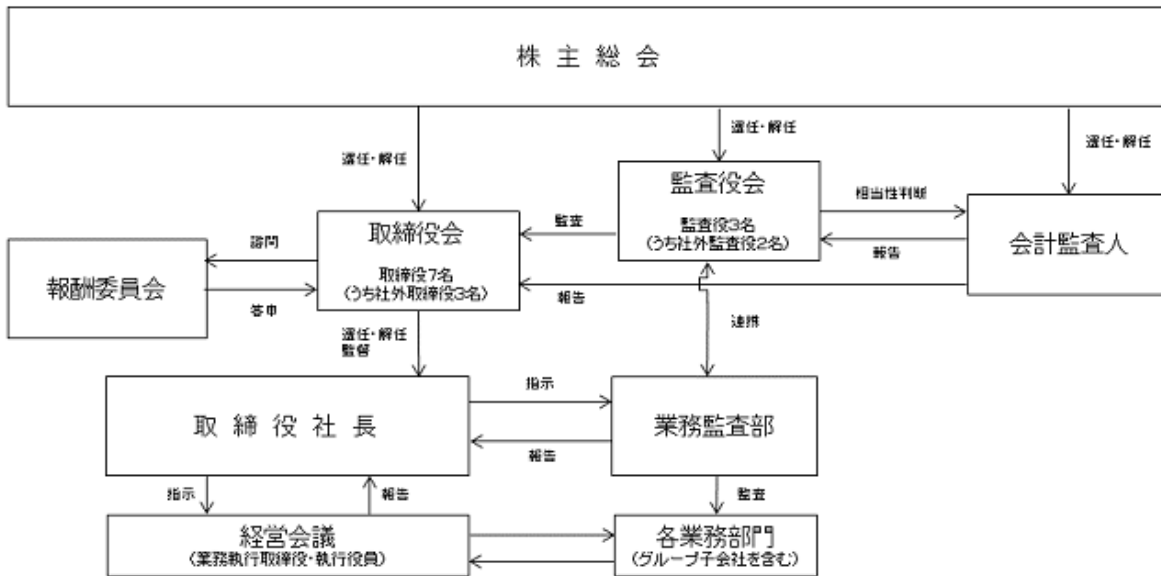 株主総会
選任・解任
選任・解任
選任・解任
監査役会
監査役3名
(うち社外監査役2名)
相当性判断
報告
会計監査人
取締役会
取締役7名
(うち社外取締役3名)
監査
報告
諮問
答申
報酬委員会
選任・解任
監督
連携
取締役社長
指示
報告
業務監査部
指示
報告
監査
経営会議
(業務執行取締役・執行役員)
各業務部門
(グループ子会社を含む)